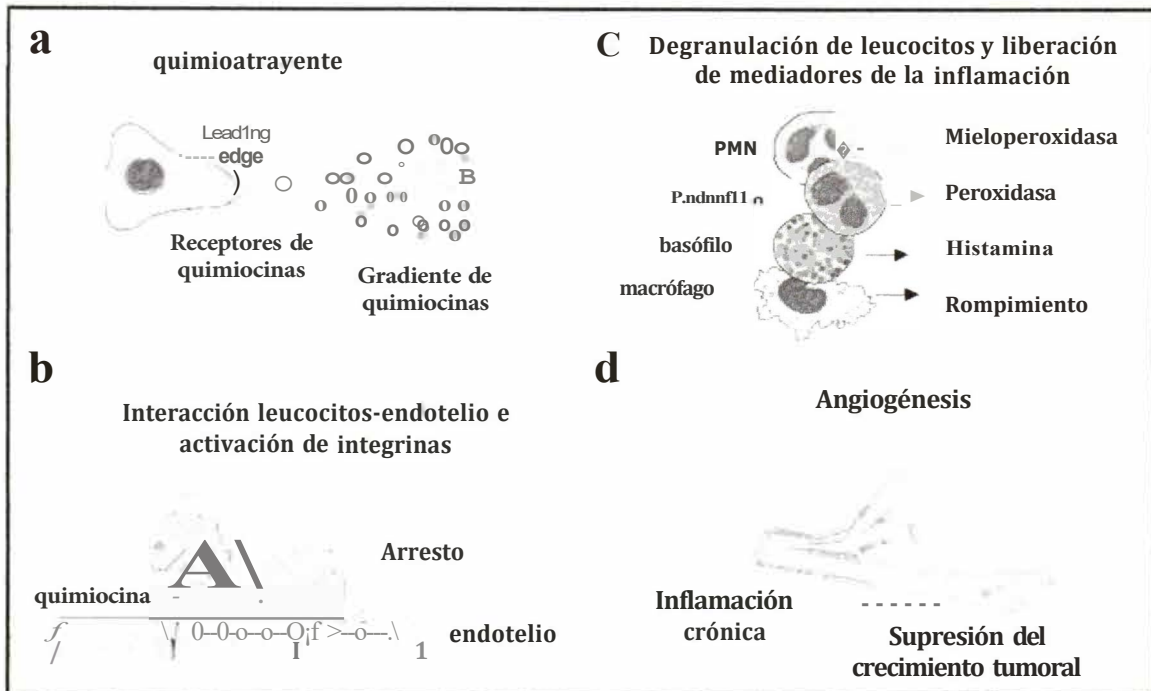 a
quimioatrayente
Lead1ng
edge
Receptores de
quimiocinas
Gradiente de
quimiocinas
C
Degranulación de leucocitos y liberación
de mediadores de la inflamación
PMN
Mieloperoxidasa
P.ndnnf11
Peroxidasa
basófilo
Histamina
macrófago
Rompimiento
b
Interacción leucocitos-endotelio e
activación de integrinas
Arresto
quimiocina
endotelio
d
Angiogénesis
Inflamación
crónica
Supresión del
crecimiento tumoral